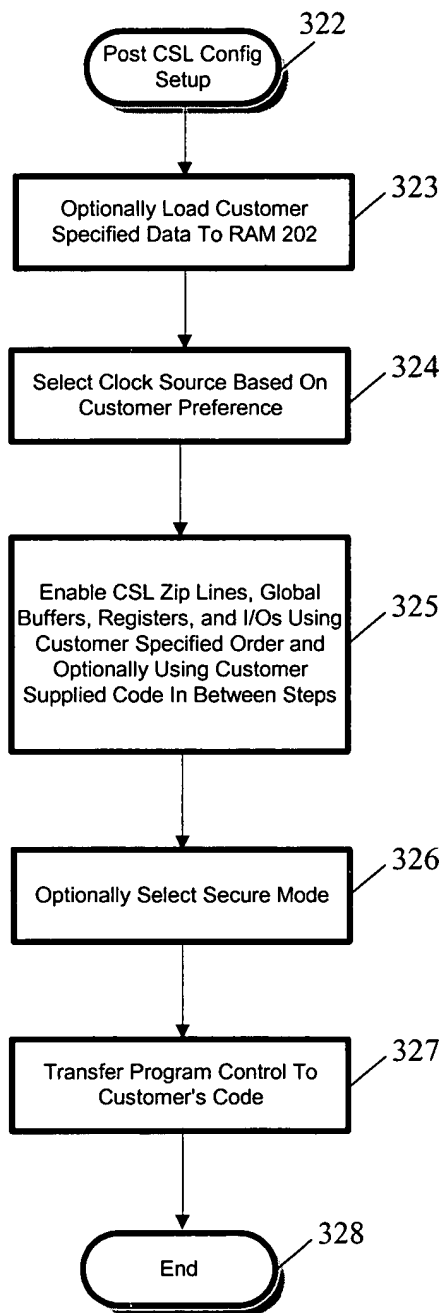 Post CSL Config
Setup
322
323
Optionally Load Customer
Specified Data To RAM 202
324
Select Clock Source Based On
Customer Preference
Enable CSL Zip Lines, Global
Buffers, Registers, and I/Os Using
Customer Specified Order and
Optionally Using Customer
Supplied Code In Between Steps
325
326
Optionally Select Secure Mode
327
Transfer Program Control To
Customer's Code
328
End